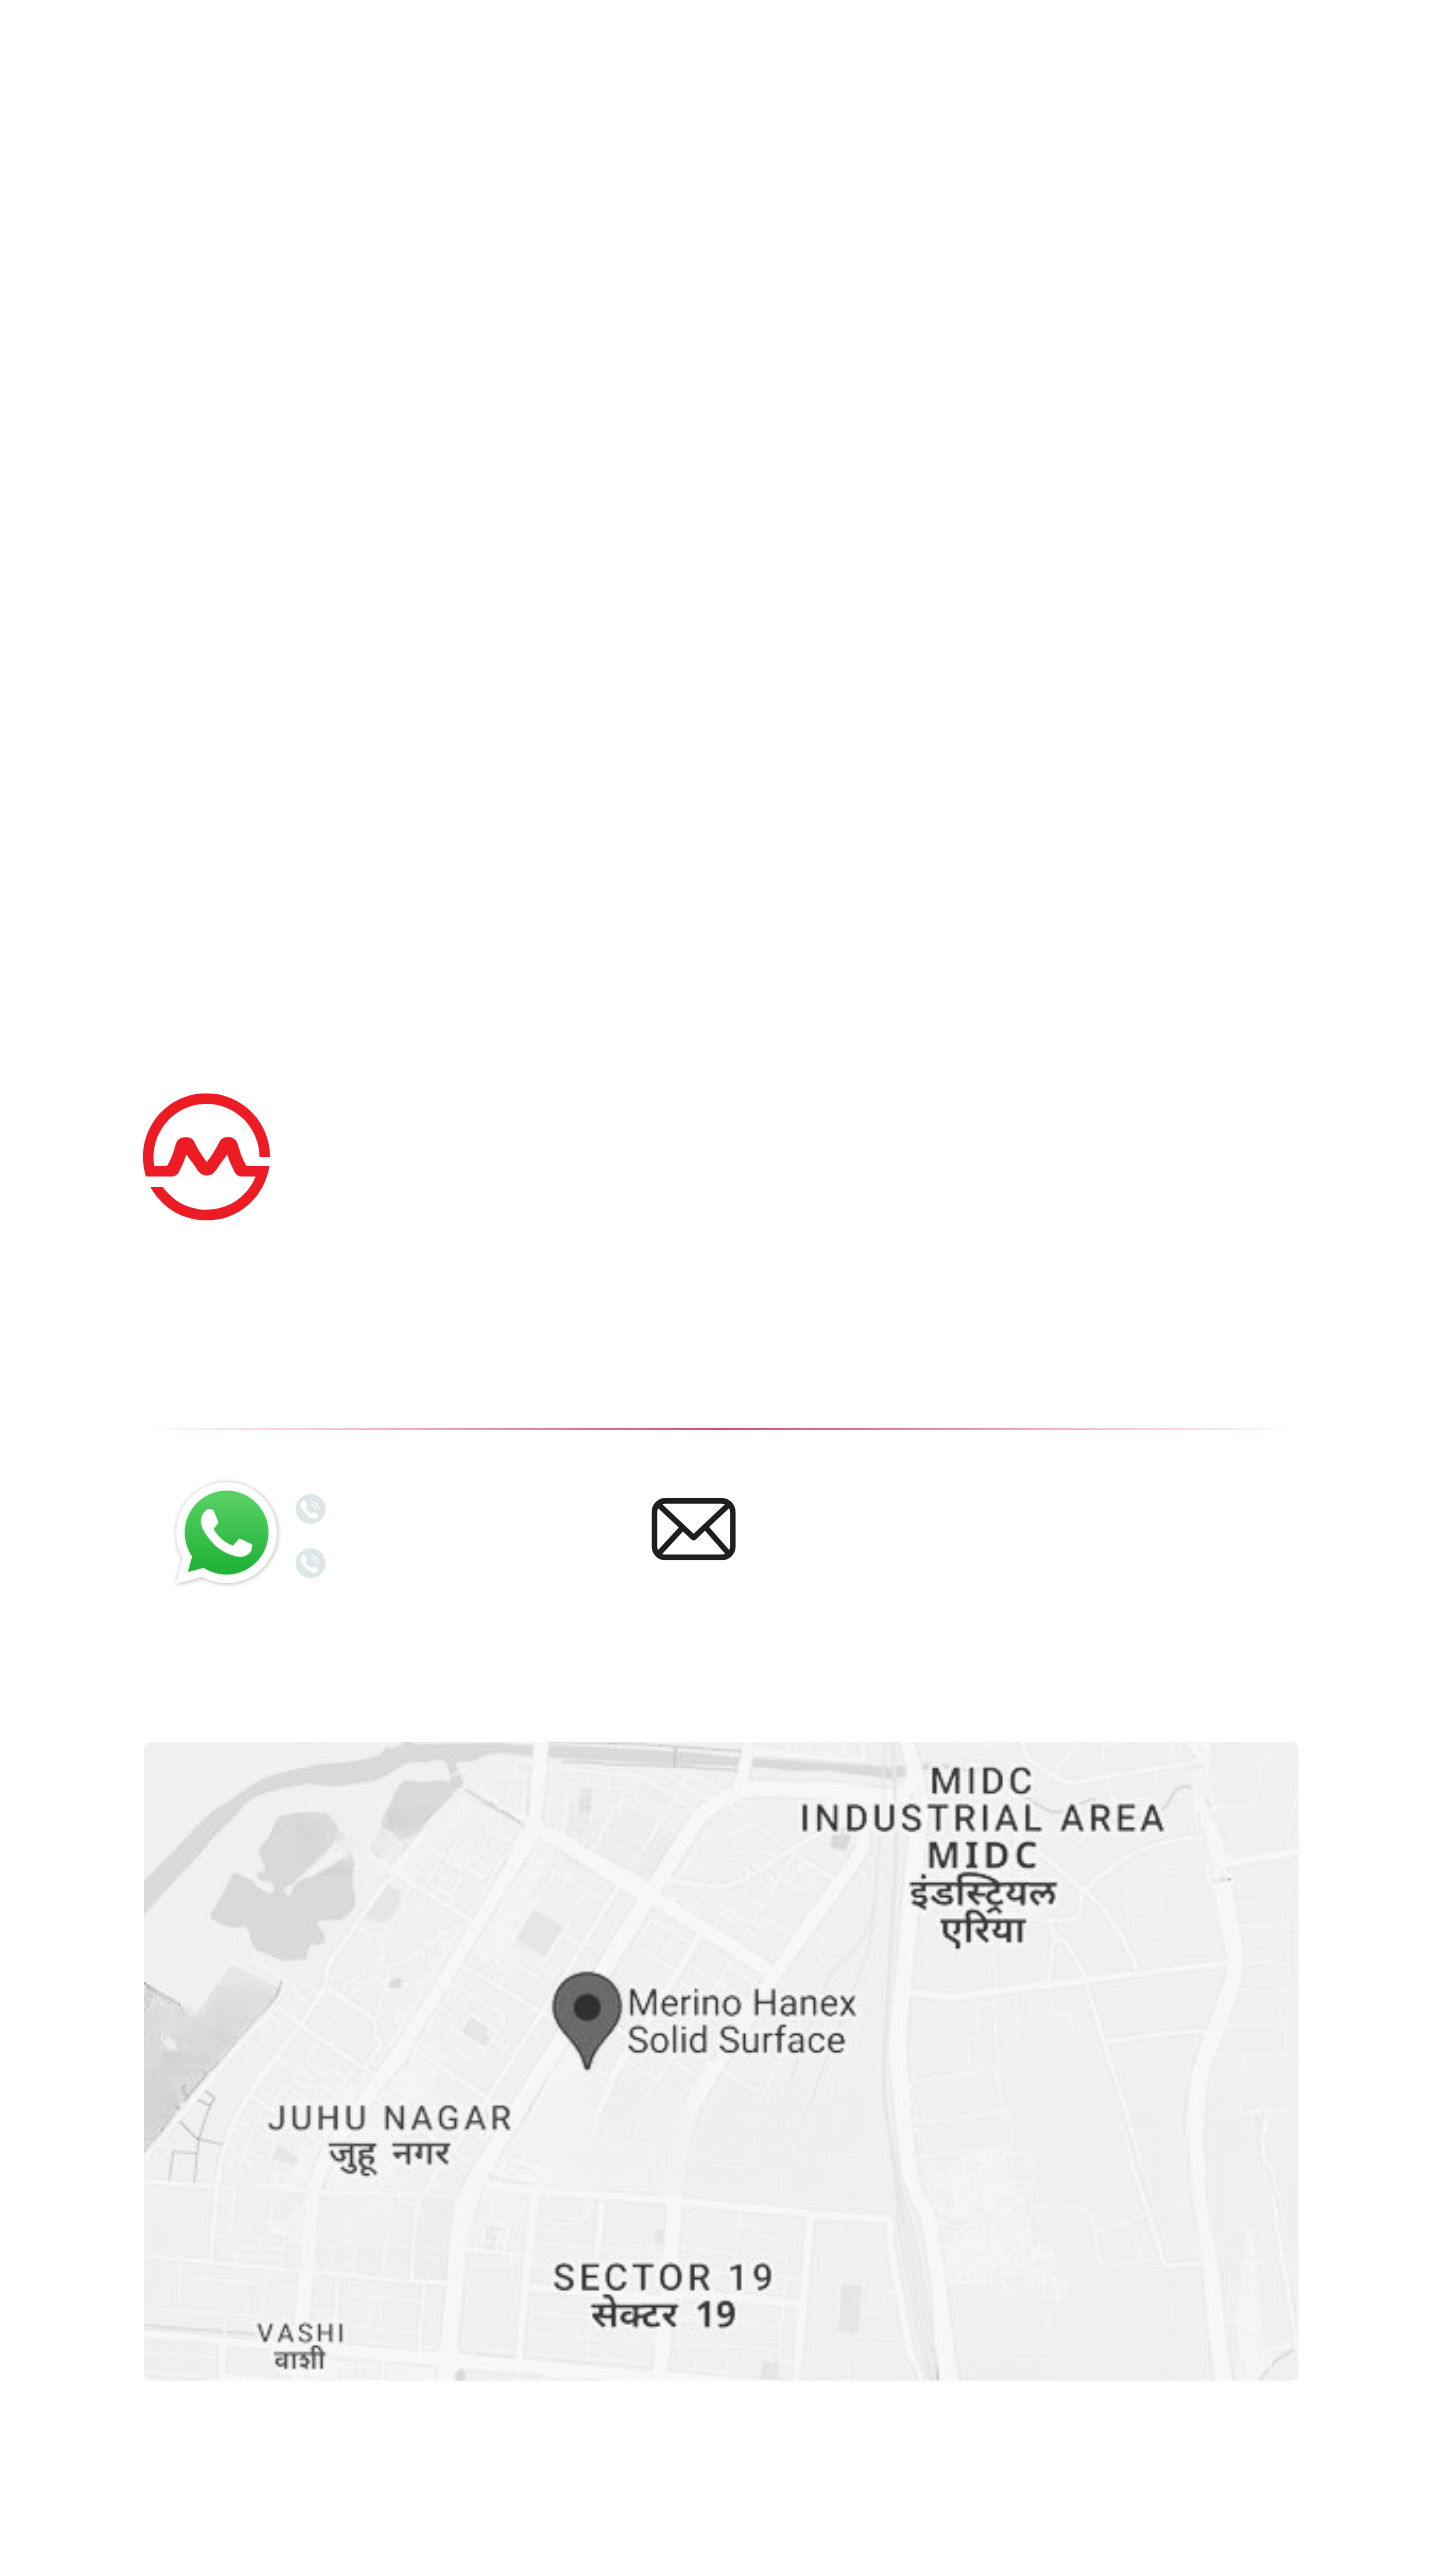 MIDC
INDUSTRIAL AREA
MIDC
इंडस्ट्रियल
एरिया
Merino Hanex
Solid Surface
JUHU NAGAR
जुहू नगर
SECTOR 19
सेक्टर 19
VASHI
वाशी